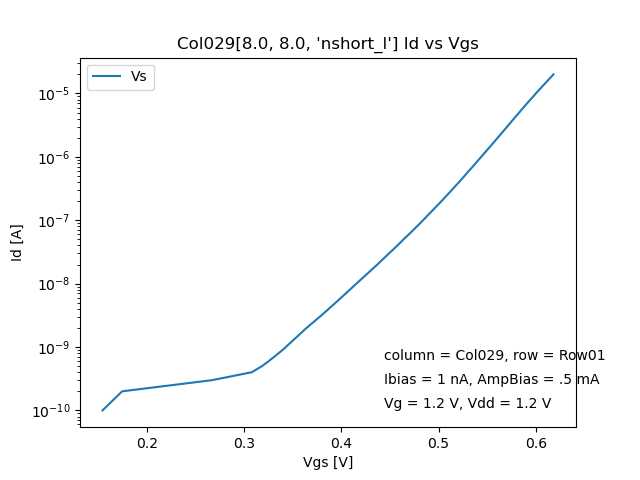 Col029[8.0, 8.0, 'nshort_l'] Id vs Vgs
Vs
Id [A]
10⁻⁵
10⁻⁶
10⁻⁷
10⁻⁸
10⁻⁹
10⁻¹⁰
column = Col029, row = Row01
Ibias = 1 nA, AmpBias = .5 mA
Vg = 1.2 V, Vdd = 1.2 V
0.2 0.3 0.4 0.5 0.6
Vgs [V]